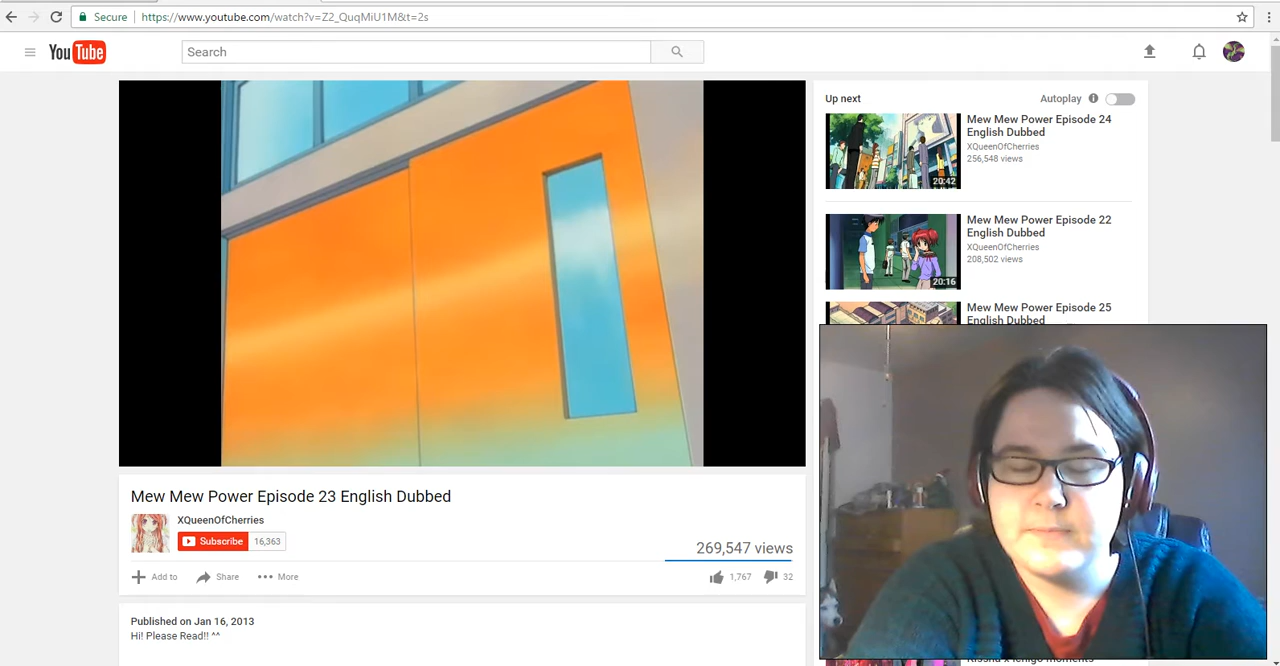 Secure https://www.youtube.com/watch?v=Z2_QuqMiU1M&t=2s
YouTube
Search
Up next
Autoplay
Mew Mew Power Episode 24
English Dubbed
XQueenOfCherries
256,548 views
20:42
Mew Mew Power Episode 22
English Dubbed
XQueenOfCherries
208,502 views
20:16
Mew Mew Power Episode 25
English Dubbed
Mew Mew Power Episode 23 English Dubbed
XQueenOfCherries
Subscribe 16,363
269,547 views
Add to Share More 1,767 32
Published on Jan 16, 2013
Hi! Please Read!! ^^